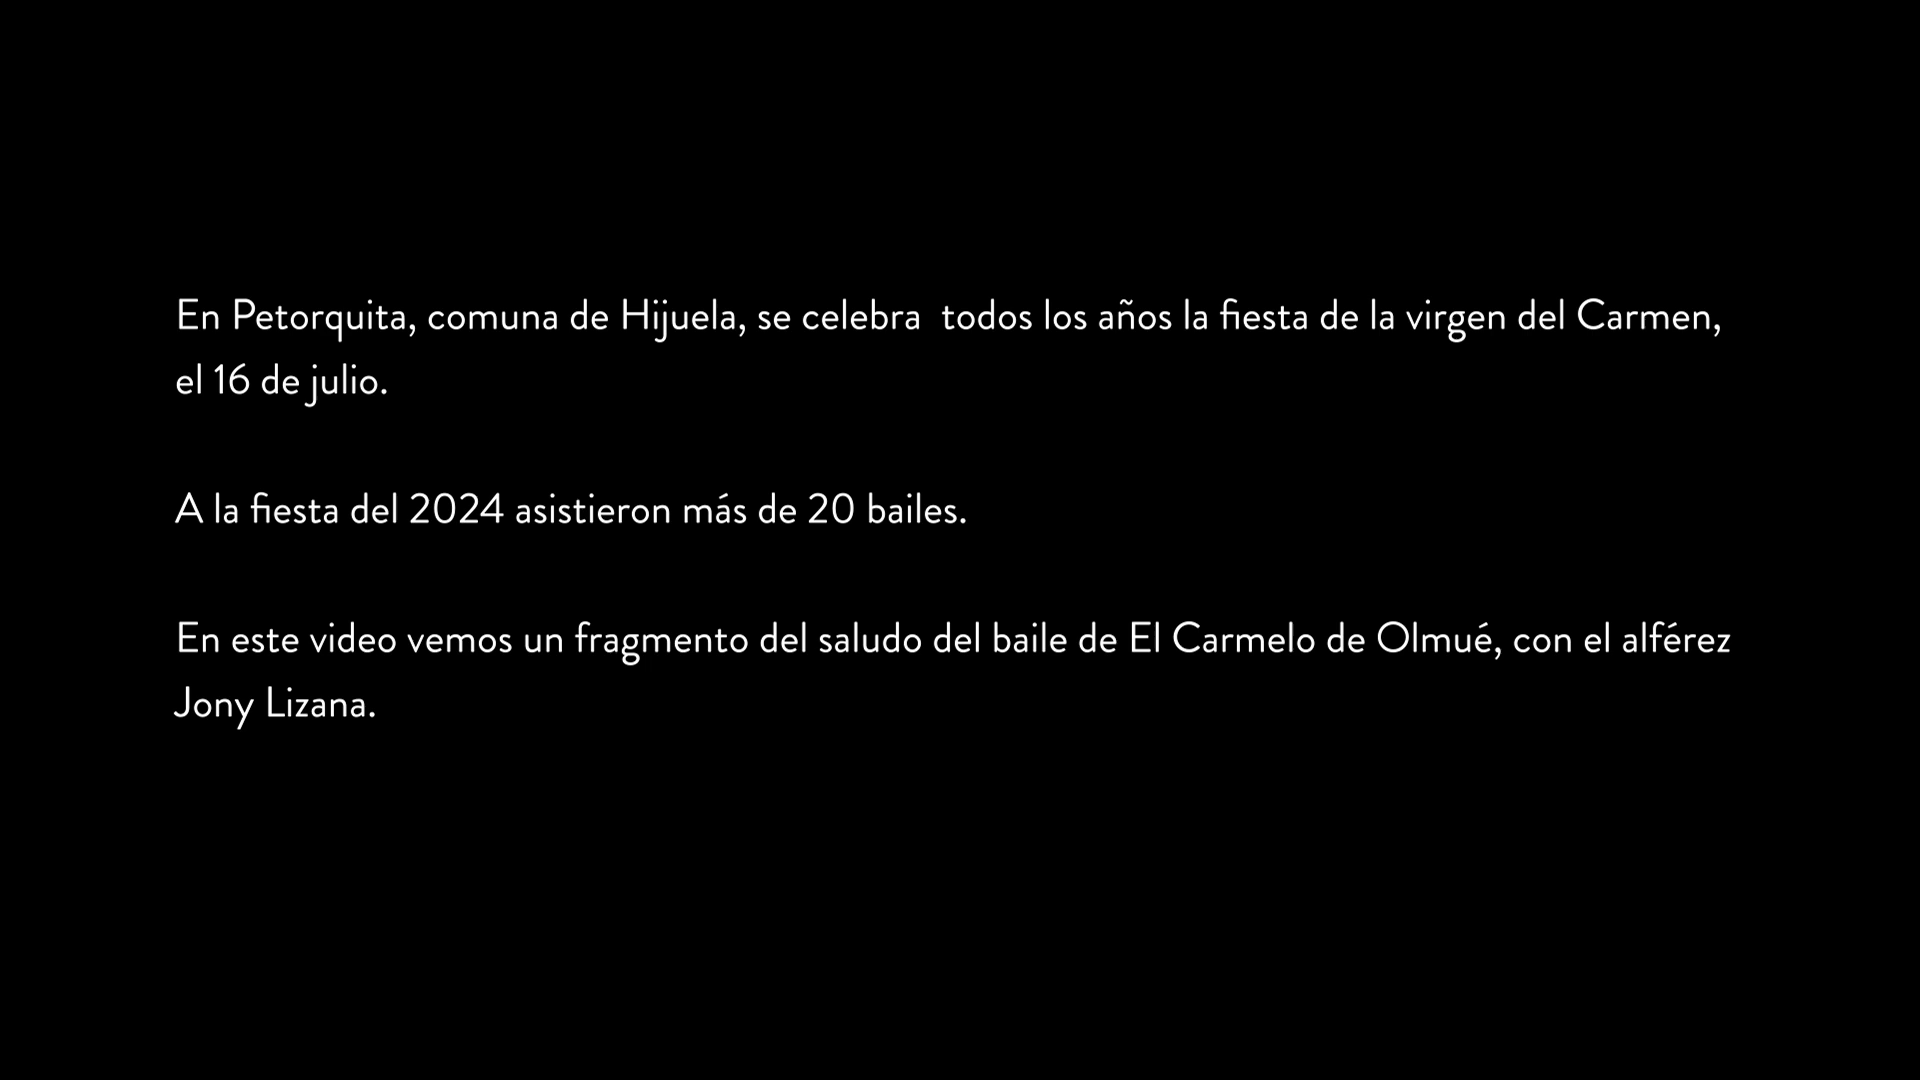 En Petorquita, comuna de Hijuela, se celebra  todos los años la fiesta de la virgen del Carmen,
el 16 de julio.
A la fiesta del 2024 asistieron más de 20 bailes.
En este video vemos un fragmento del saludo del baile de El Carmelo de Olmué, con el alférez
Jony Lizana.